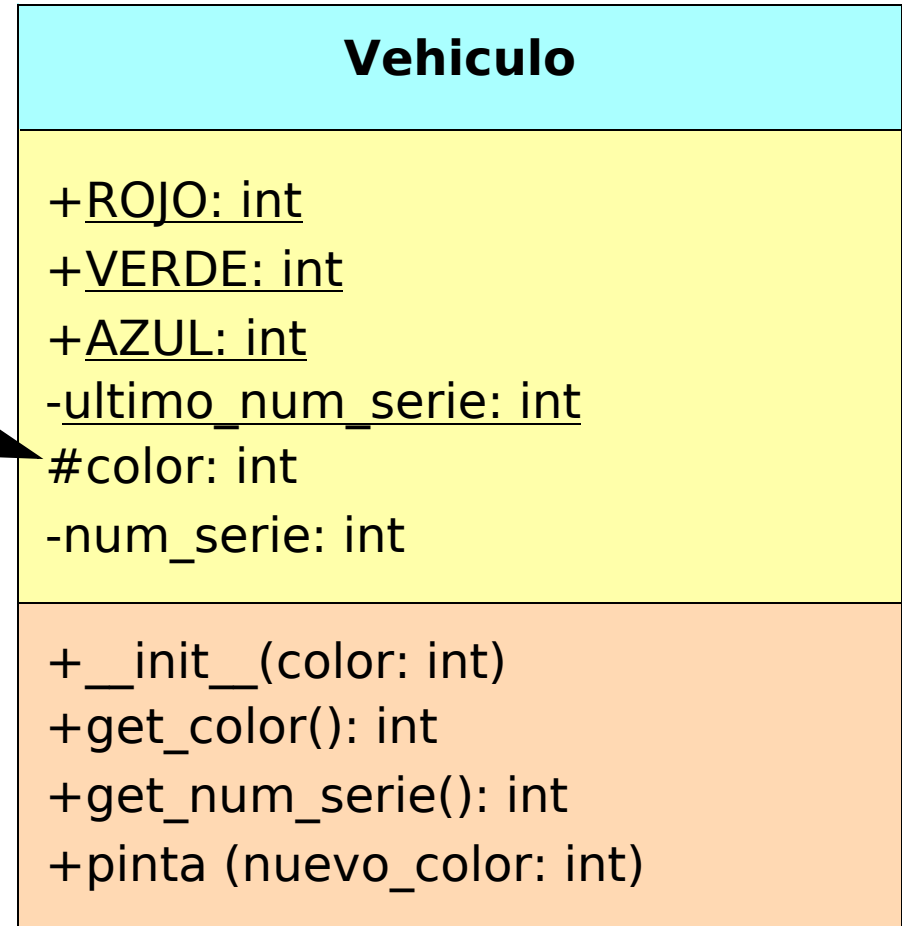 Vehiculo
+ROJO: int
+VERDE: int
+AZUL: int
-ultimo_num_serie: int
#color: int
-num_serie: int
+__init__(color: int)
+get_color(): int
+get_num_serie(): int
+pinta (nuevo_color: int)